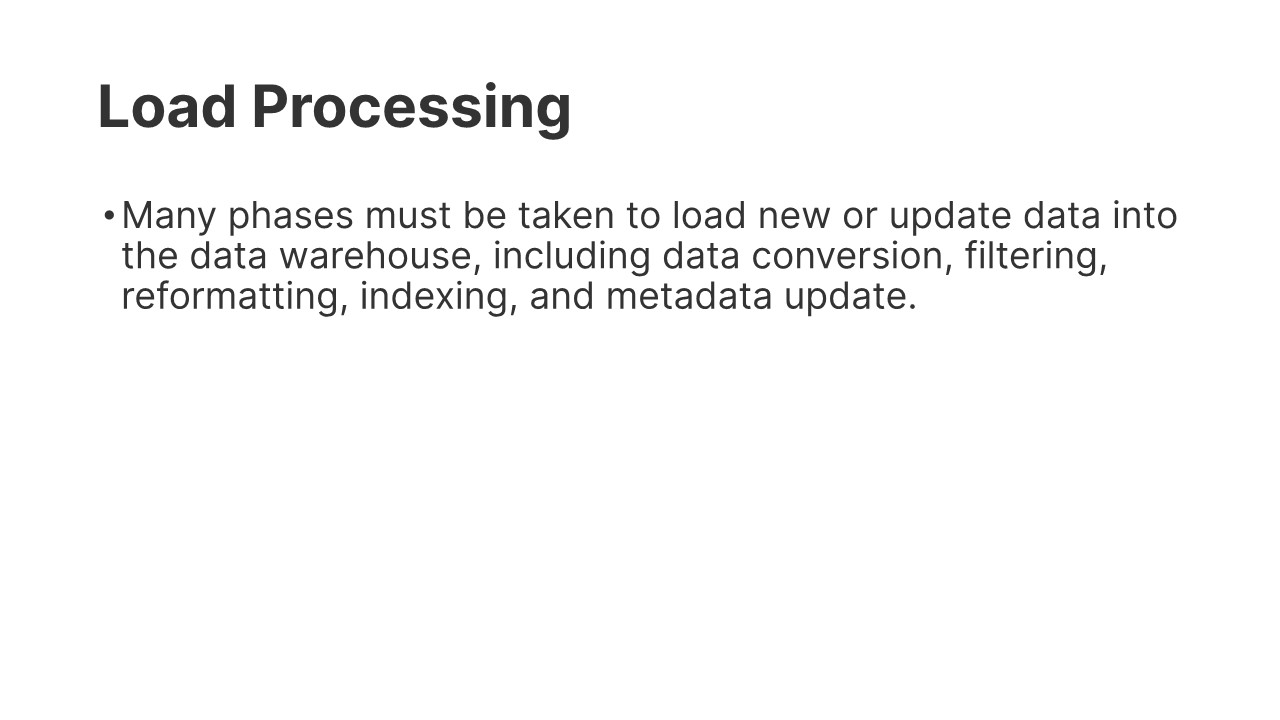 Load Processing
• Many phases must be taken to load new or update data into
the data warehouse, including data conversion, filtering,
reformatting, indexing, and metadata update.